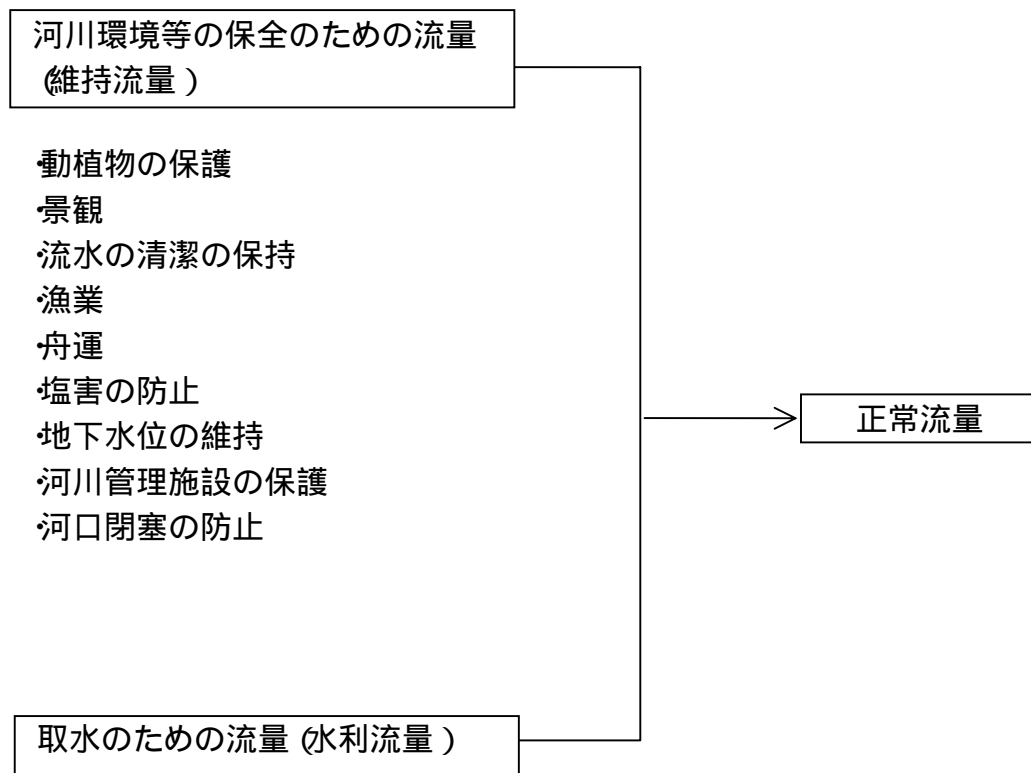 河川環境等の保全のための流量
(維持流量)
・動植物の保護
・景観
・流水の清潔の保持
・漁業
・舟運
・塩害の防止
・地下水位の維持
・河川管理施設の保護
・河口閉塞の防止
正常流量
取水のための流量(水利流量)